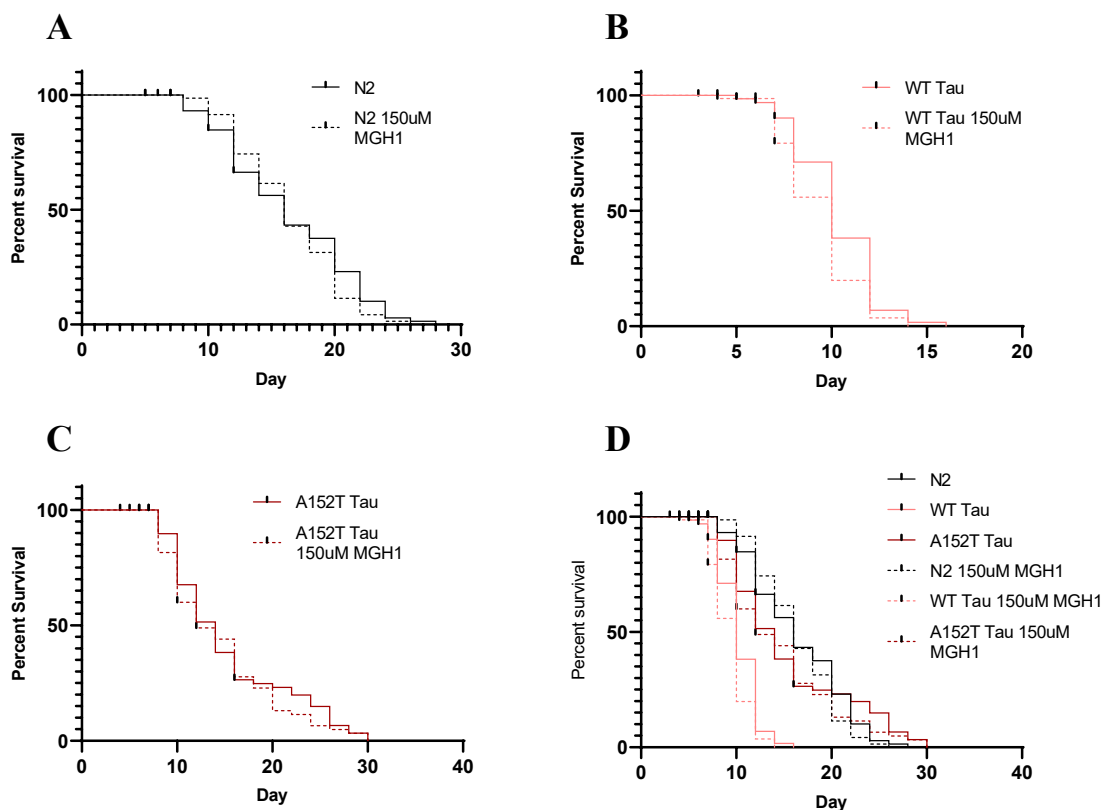 A
Percent survival
100
50
0
0
10
20
30
Day
N2
N2 150uM
MGH1
B
Percent Survival
100
50
0
0
5
10
15
20
Day
WT Tau
WT Tau 150uM
MGH1
C
Percent Survival
100
50
0
0
10
20
30
40
Day
A152T Tau
A152T Tau
150uM MGH1
D
Percent survival
100
50
0
0
10
20
30
40
Day
N2
WT Tau
A152T Tau
N2 150uM MGH1
WT Tau 150uM MGH1
A152T Tau 150uM
MGH1